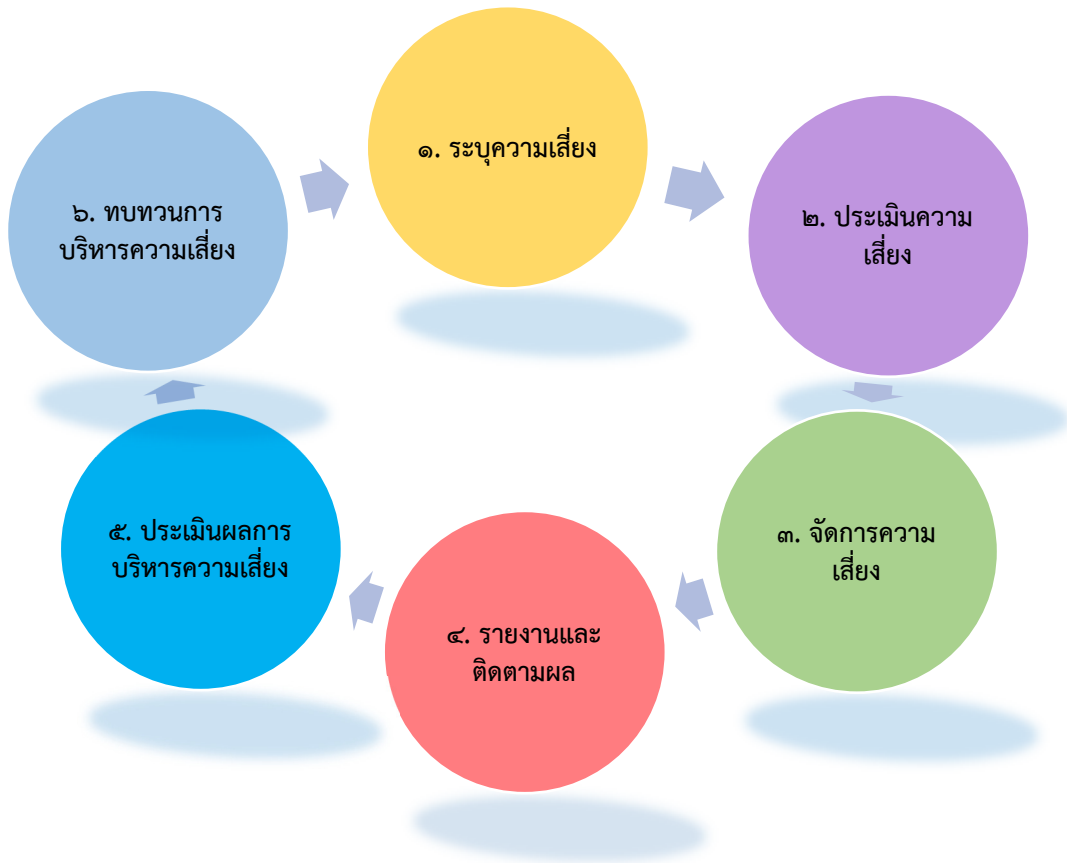 ๑. ระบุความเสี่ยง
๒. ประเมินความ
เสี่ยง
๓. จัดการความ
เสี่ยง
๔. รายงานและ
ติดตามผล
๕. ประเมินผลการ
บริหารความเสี่ยง
๖. ทบทวนการ
บริหารความเสี่ยง